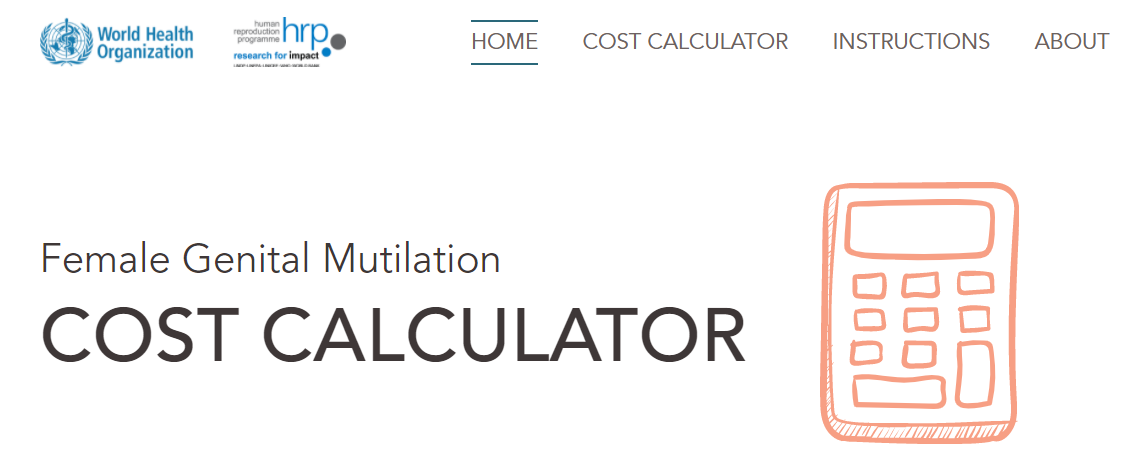 World Health
Organization
human
reproduction
programme
hrp.
research for impact
HOME
COST CALCULATOR
INSTRUCTIONS
ABOUT
Female Genital Mutilation
COST CALCULATOR